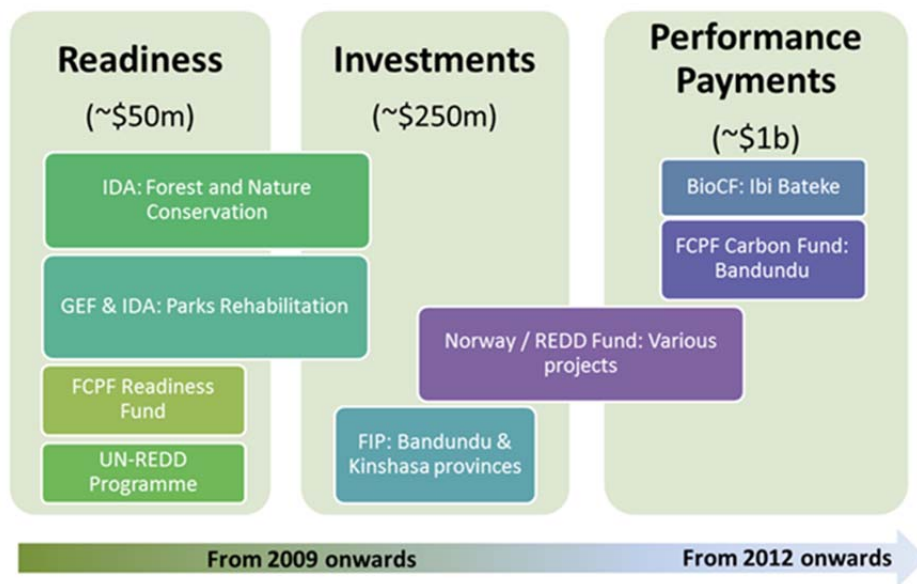 Readiness
(~$50m)
Investments
(~$250m)
Performance
Payments
(~$1b)
IDA: Forest and Nature
Conservation
GEF & IDA: Parks Rehabilitation
FCPF Readiness
Fund
UN-REDD
Programme
Norway / REDD Fund: Various
projects
FIP: Bandundu &
Kinshasa provinces
BioCF: Ibi Bateke
FCPF Carbon Fund:
Bandundu
From 2009 onwards
From 2012 onwards